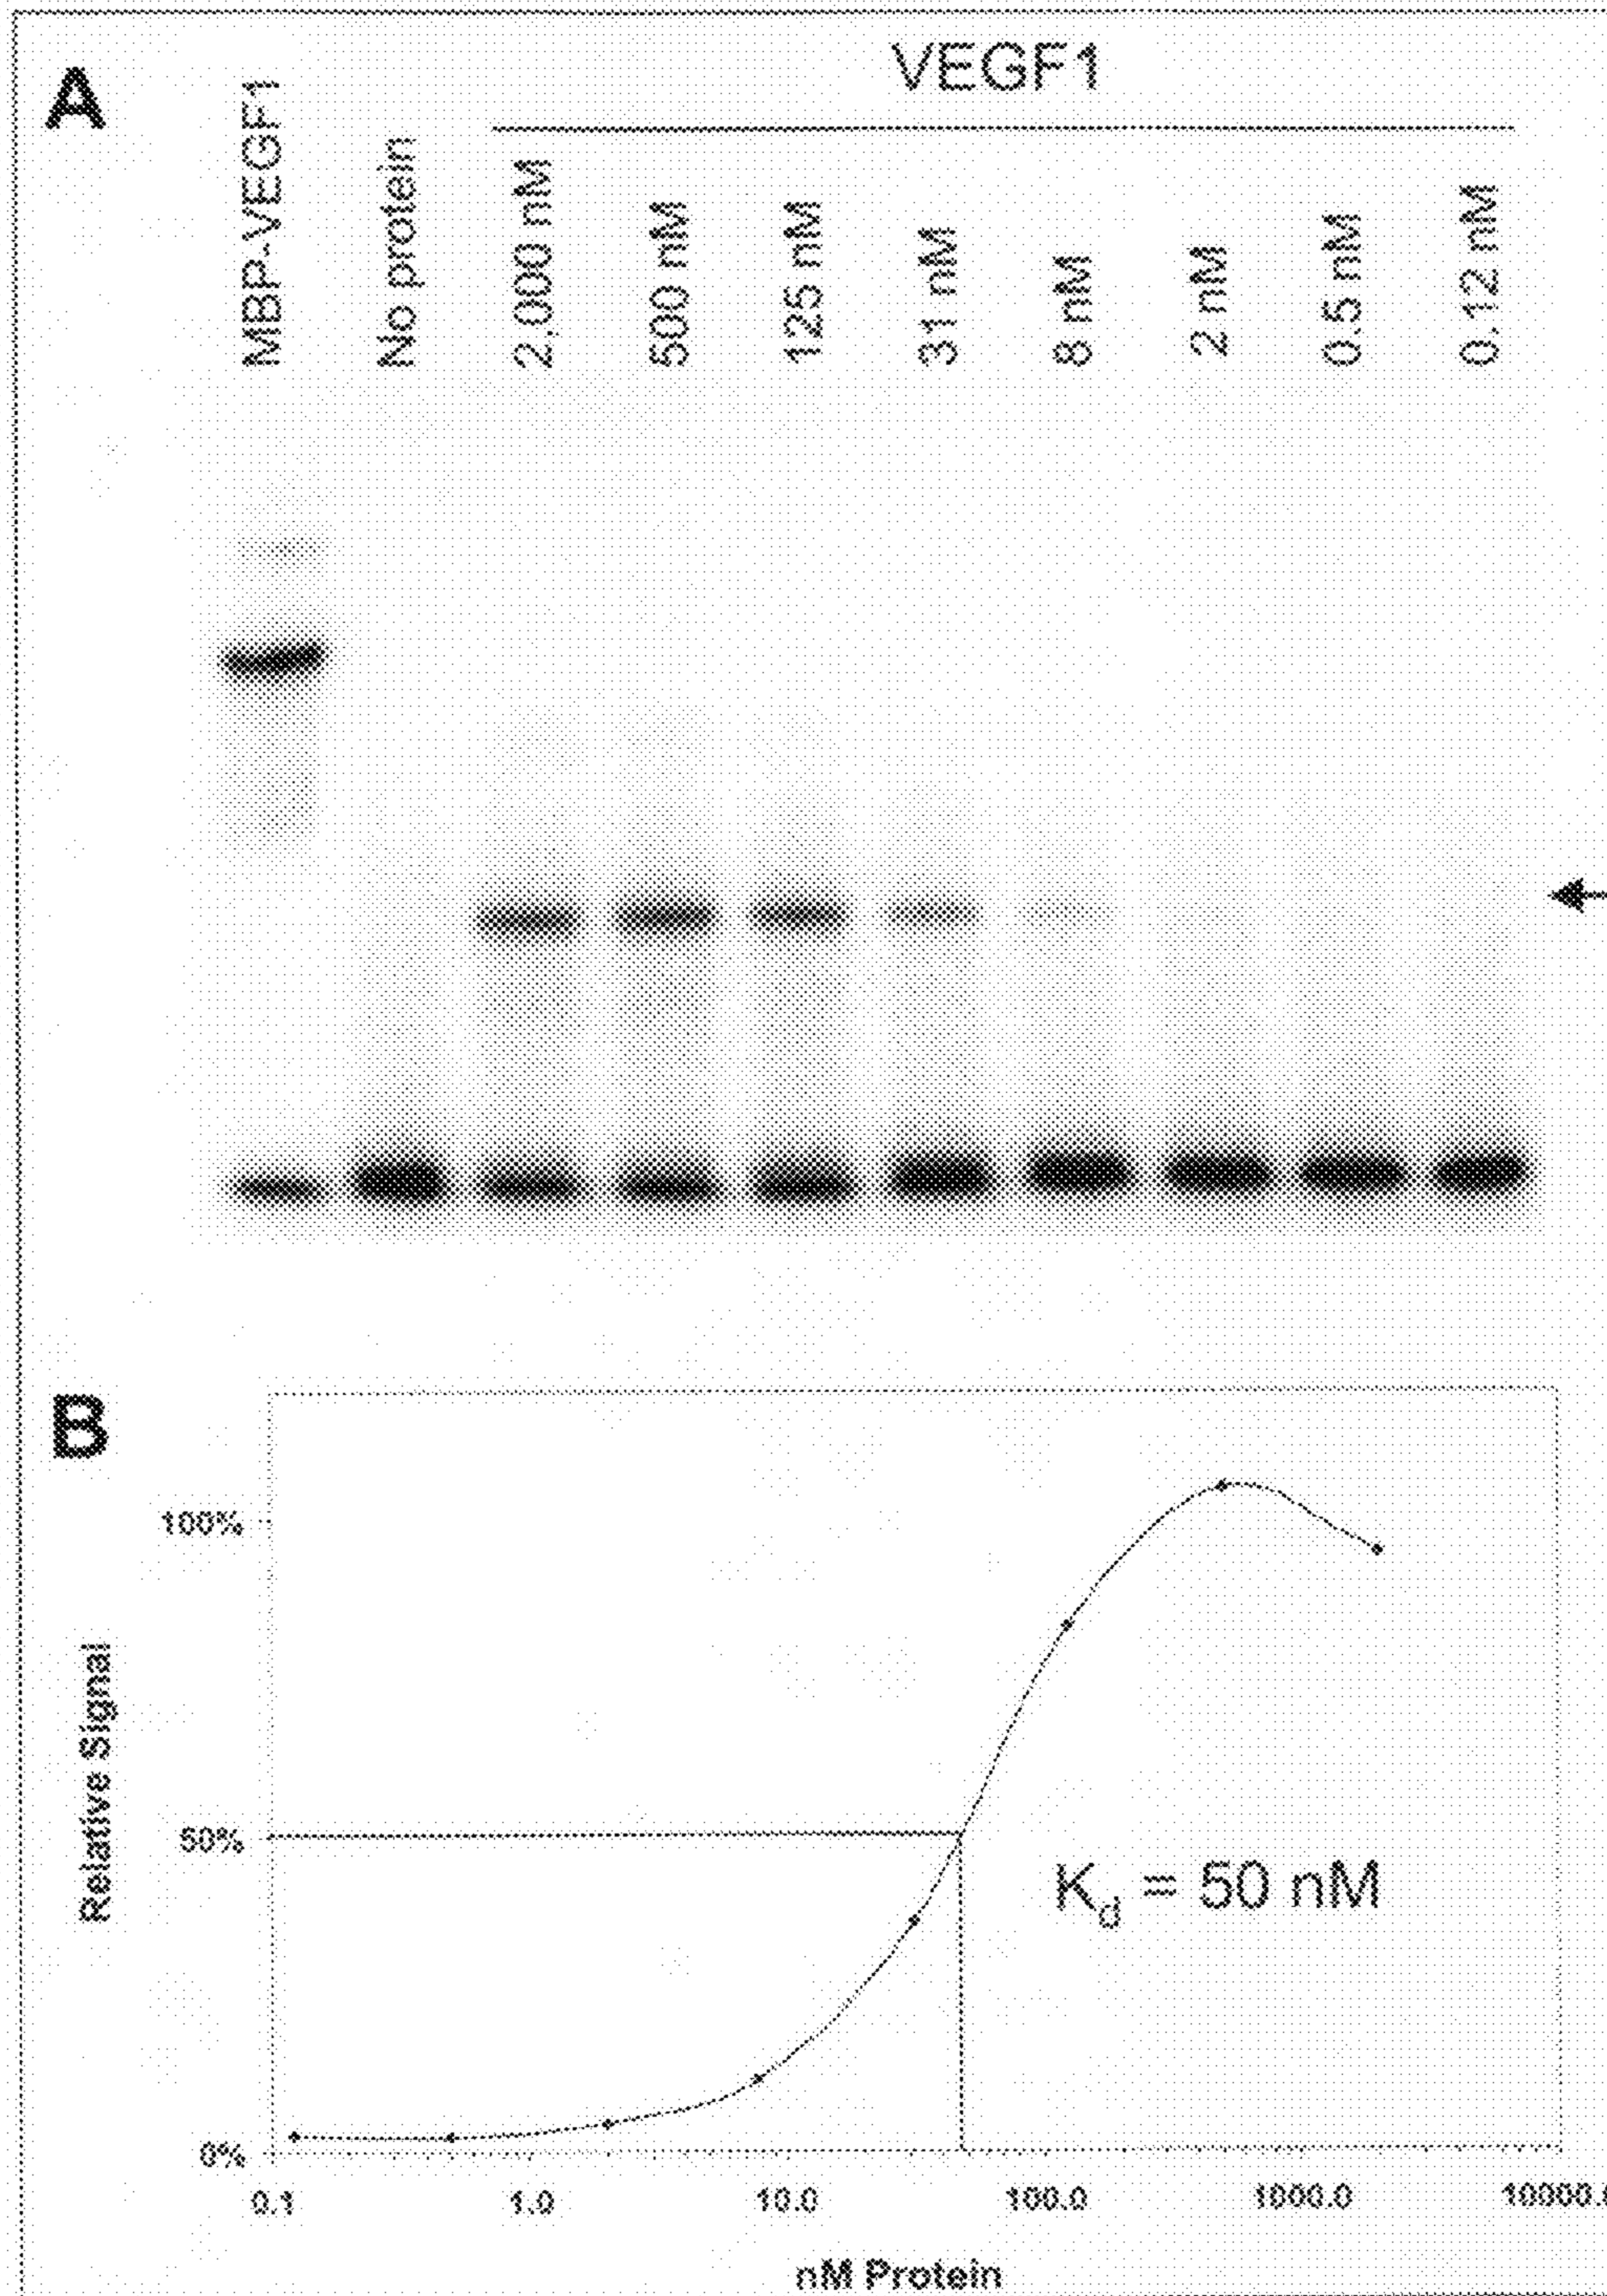 A
VEGF1
MBP-VEGF1
No protein
2,000 nM
500 nM
125 nM
31 nM
8 nM
2 nM
0.5 nM
0.12 nM
B
100%
50%
0%
Relative Signal
Kd = 50 nM
0.1 1.0 10.0 100.0 1000.0 10000.0
nM Protein